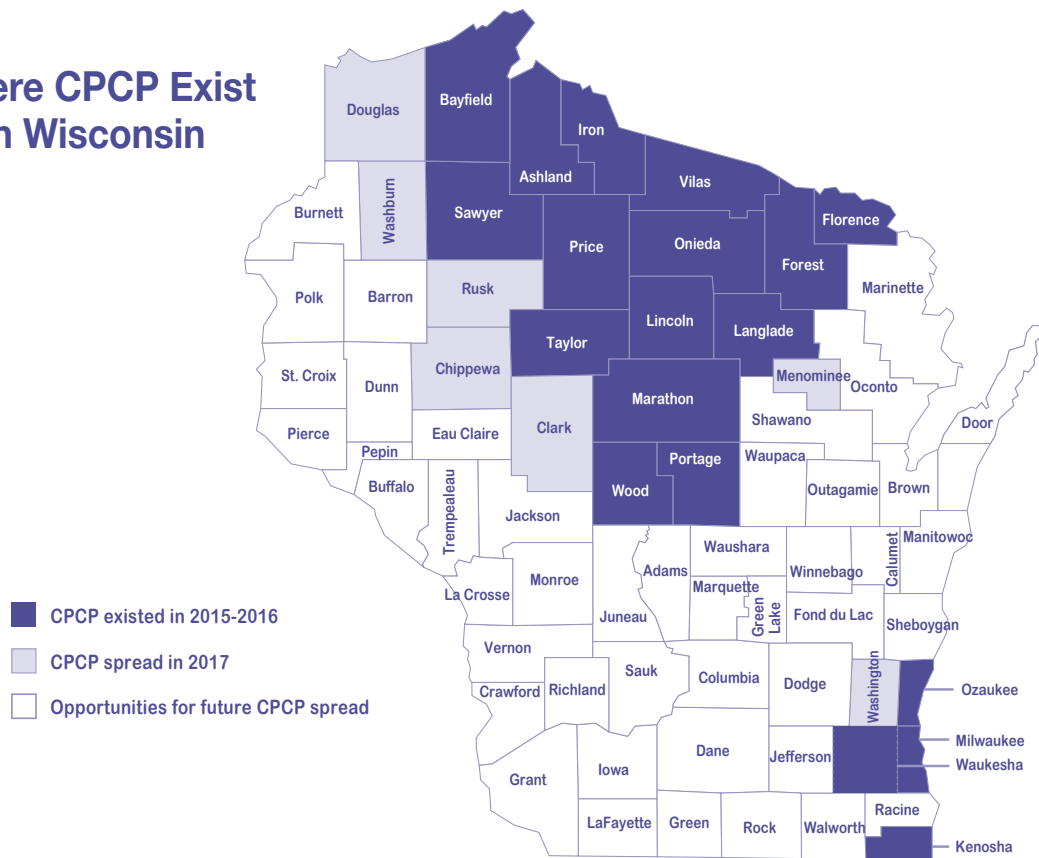 ere CPCP Exist
n Wisconsin
Douglas
Bayfield
Iron
Ashland
Vilas
Burnett
Washburn
Sawyer
Florence
Price
Onieda
Forest
Polk
Barron
Rusk
Marinette
Lincoln
Langlade
Taylor
St. Croix
Dunn
Chippewa
Menominee
Oconto
Marathon
Pierce
Eau Claire
Clark
Shawano
Door
Pepin
Portage
Waupaca
Buffalo
Wood
Outagamie
Brown
Trempealeau
Jackson
Waushara
Calumet
Manitowoc
Monroe
Adams
Winnebago
La Crosse
Marquette
Green
Lake
Juneau
Fond du Lac
Sheboygan
CPCP existed in 2015-2016
CPCP spread in 2017
Opportunities for future CPCP spread
Vernon
Sauk
Columbia
Dodge
Washington
Crawford
Richland
Ozaukee
Milwaukee
Waukesha
Dane
Jefferson
Grant
Iowa
Racine
LaFayette
Green
Rock
Walworth
Kenosha